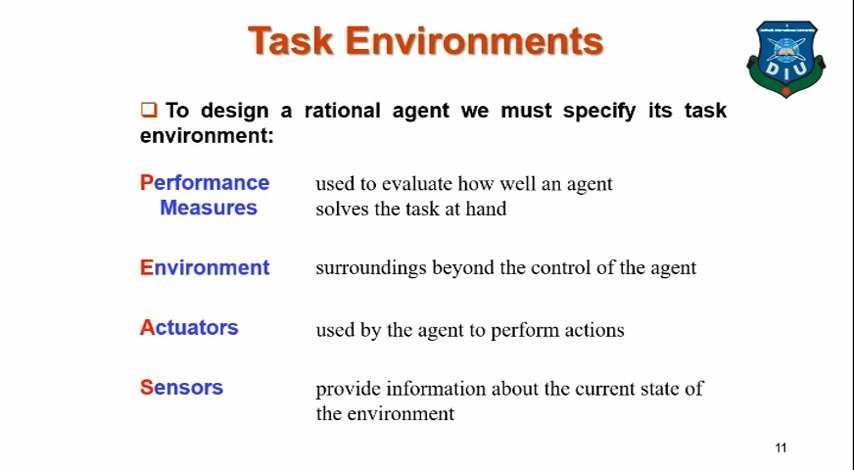 Task Environments
DIU
To design a rational agent we must specify its task
environment:
Performance used to evaluate how well an agent
Measures solves the task at hand
Environment surroundings beyond the control of the agent
Actuators used by the agent to perform actions
Sensors provide information about the current state of
the environment
11